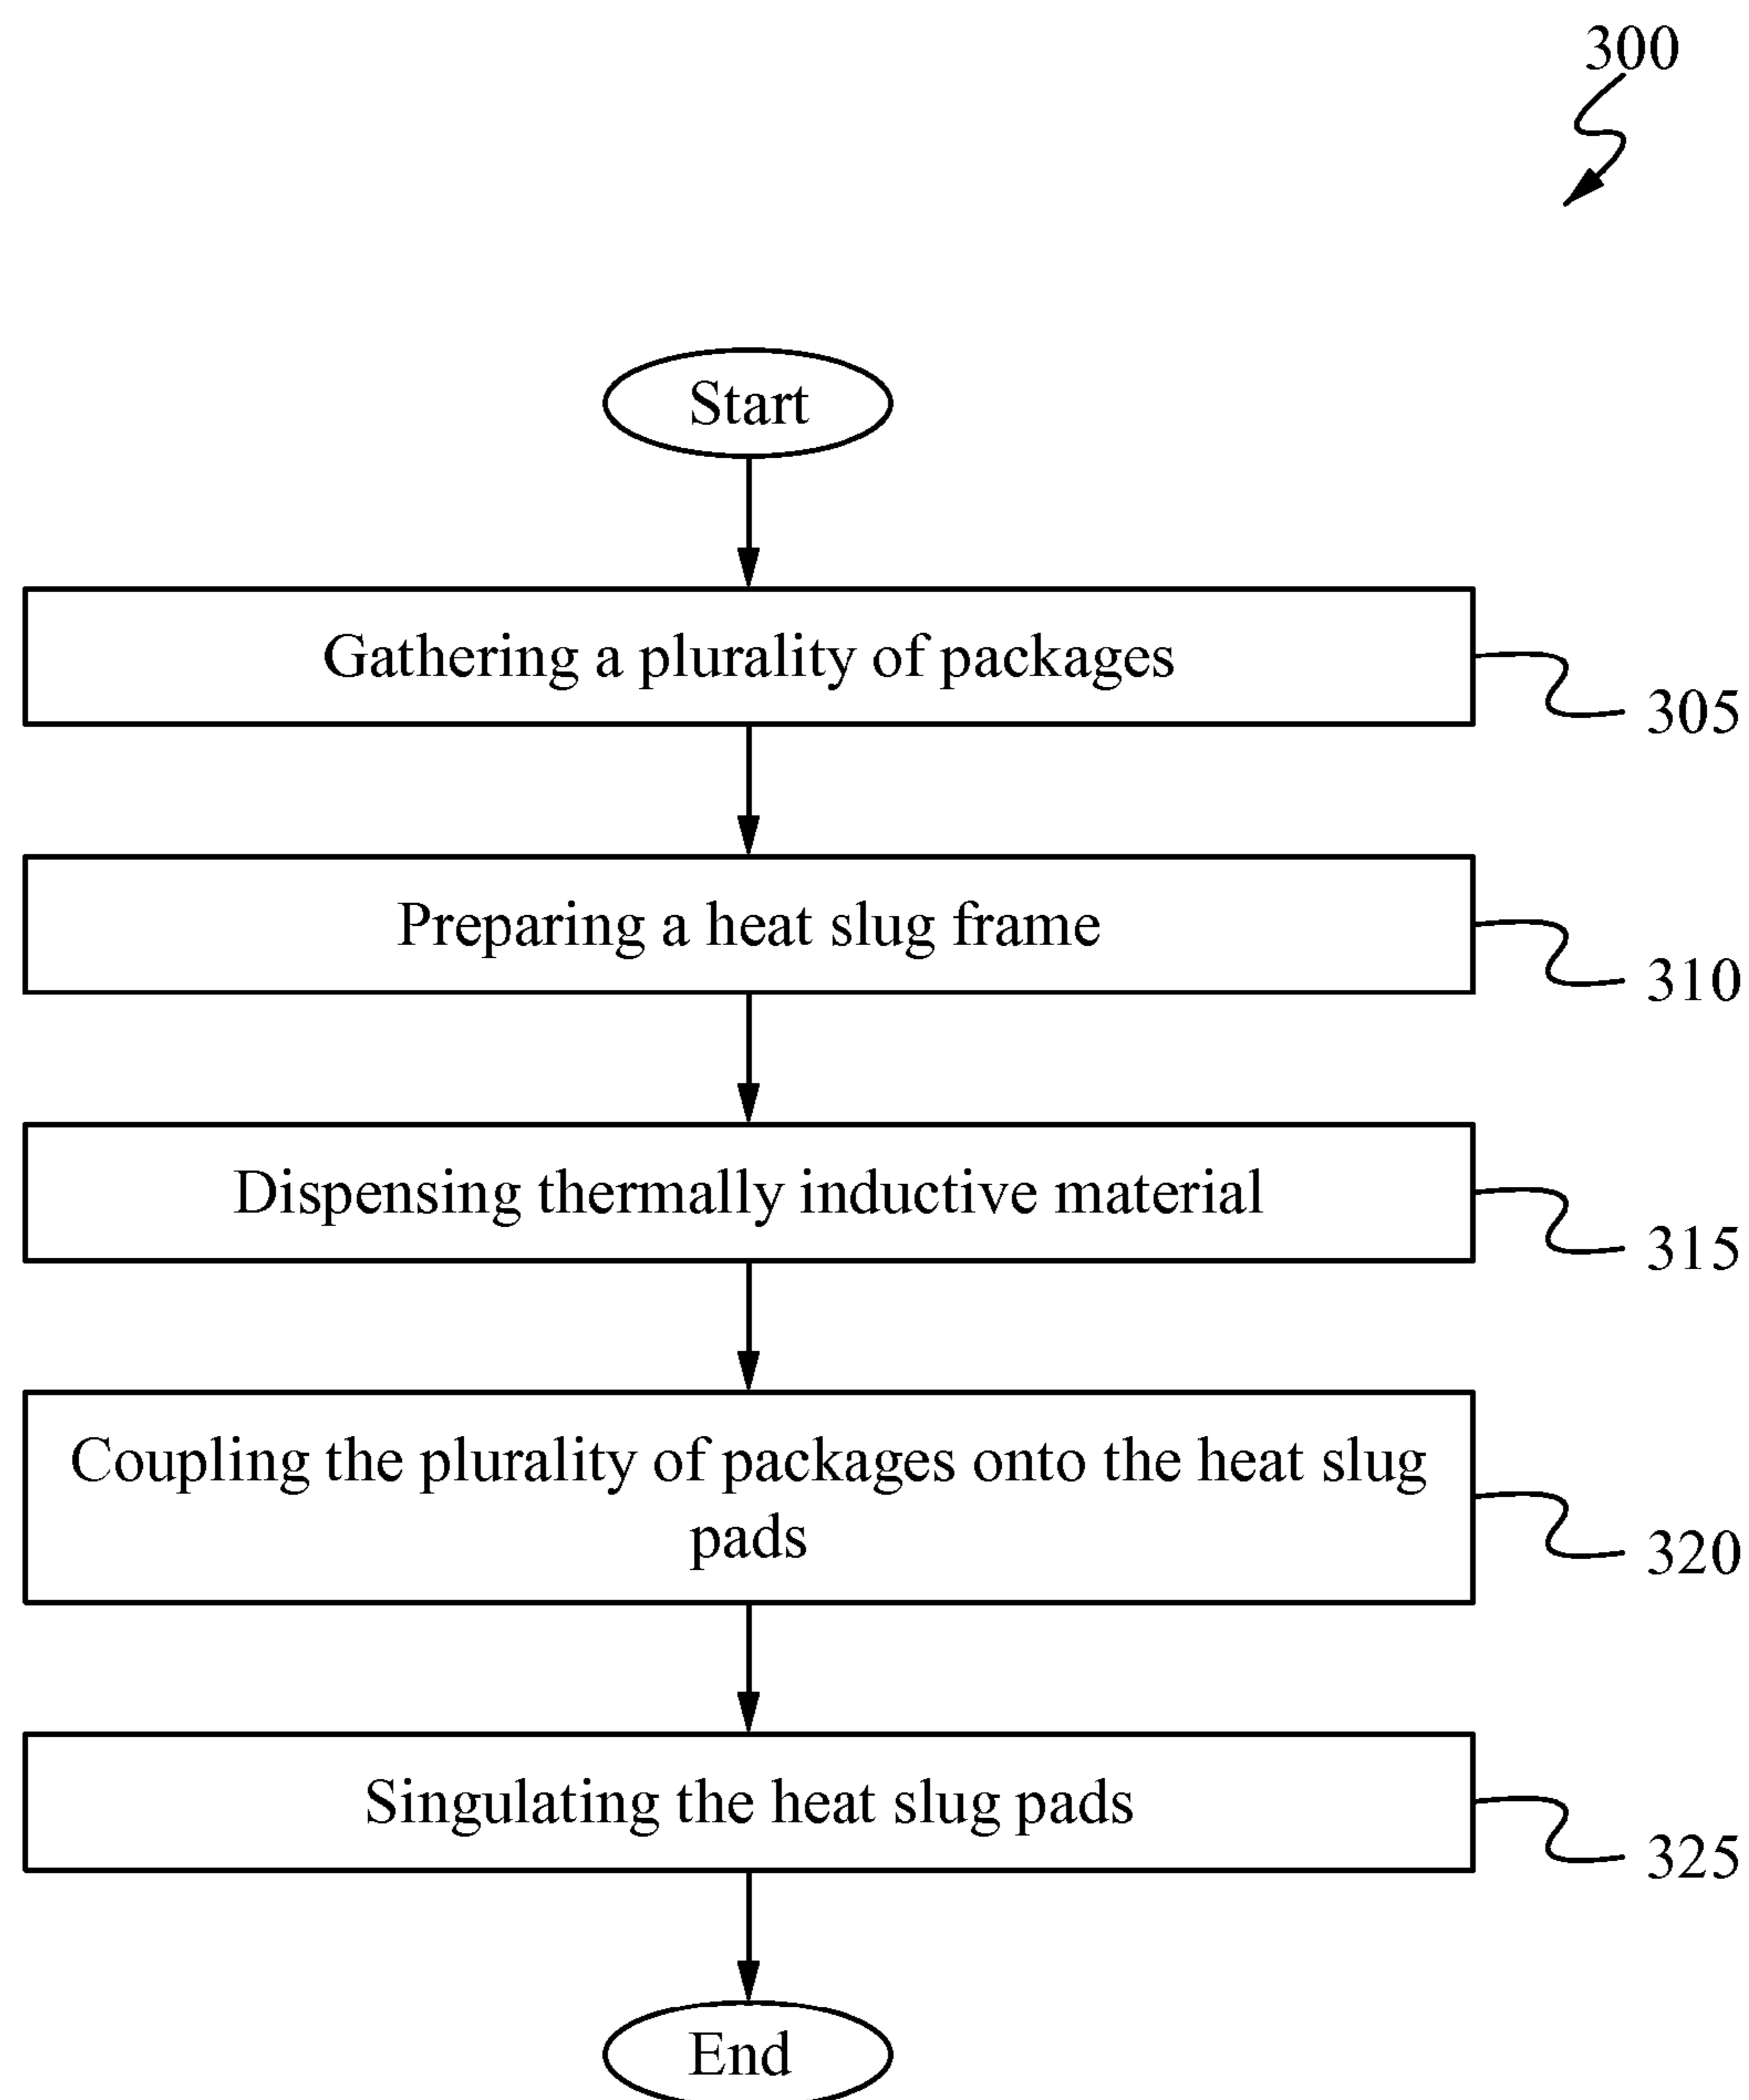 300
Start
Gathering a plurality of packages
305
Preparing a heat slug frame
310
Dispensing thermally inductive material
315
Coupling the plurality of packages onto the heat slug
pads
320
Singulating the heat slug pads
325
End